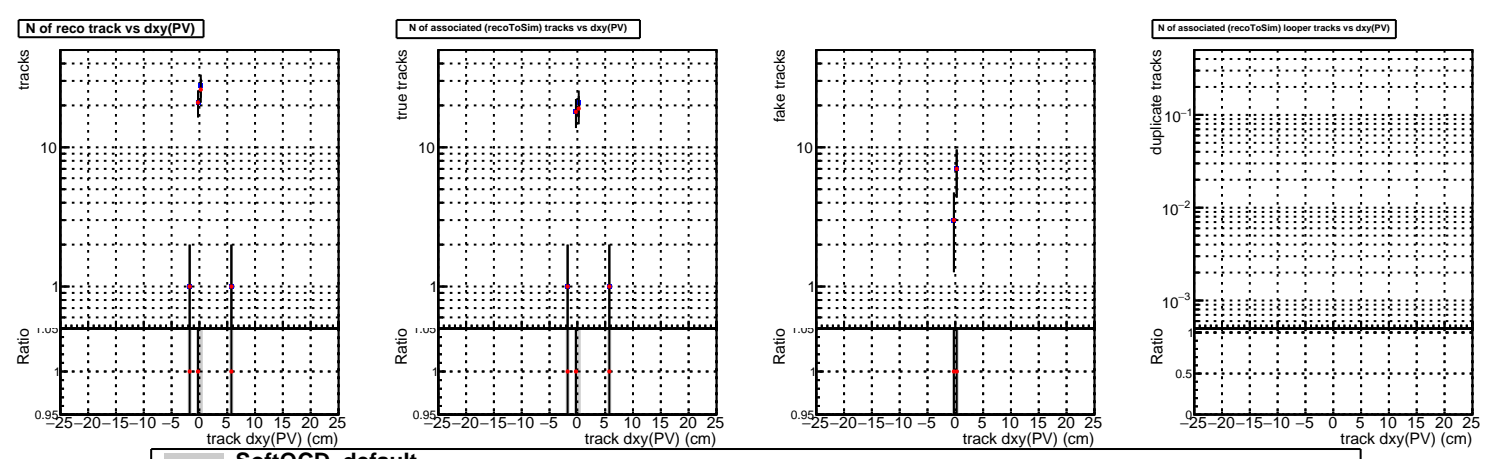 N of reco track vs dxy(PV)
tracks
10
1
Ratio
1.05
1
0.95
−25 −20 −15 −10 −5 0 5 10 15 20 25
track dxy(PV) (cm)
N of associated (recoToSim) tracks vs dxy(PV)
true tracks
10
1
Ratio
1.05
1
0.95
−25 −20 −15 −10 −5 0 5 10 15 20 25
track dxy(PV) (cm)
fake tracks
10
1
Ratio
1.05
1
0.95
−25 −20 −15 −10 −5 0 5 10 15 20 25
track dxy(PV) (cm)
N of associated (recoToSim) looper tracks vs dxy(PV)
duplicate tracks
10−1
10−2
10−3
Ratio
1
0.5
0
−25 −20 −15 −10 −5 0 5 10 15 20 25
track dxy(PV) (cm)
SoftQCD_default